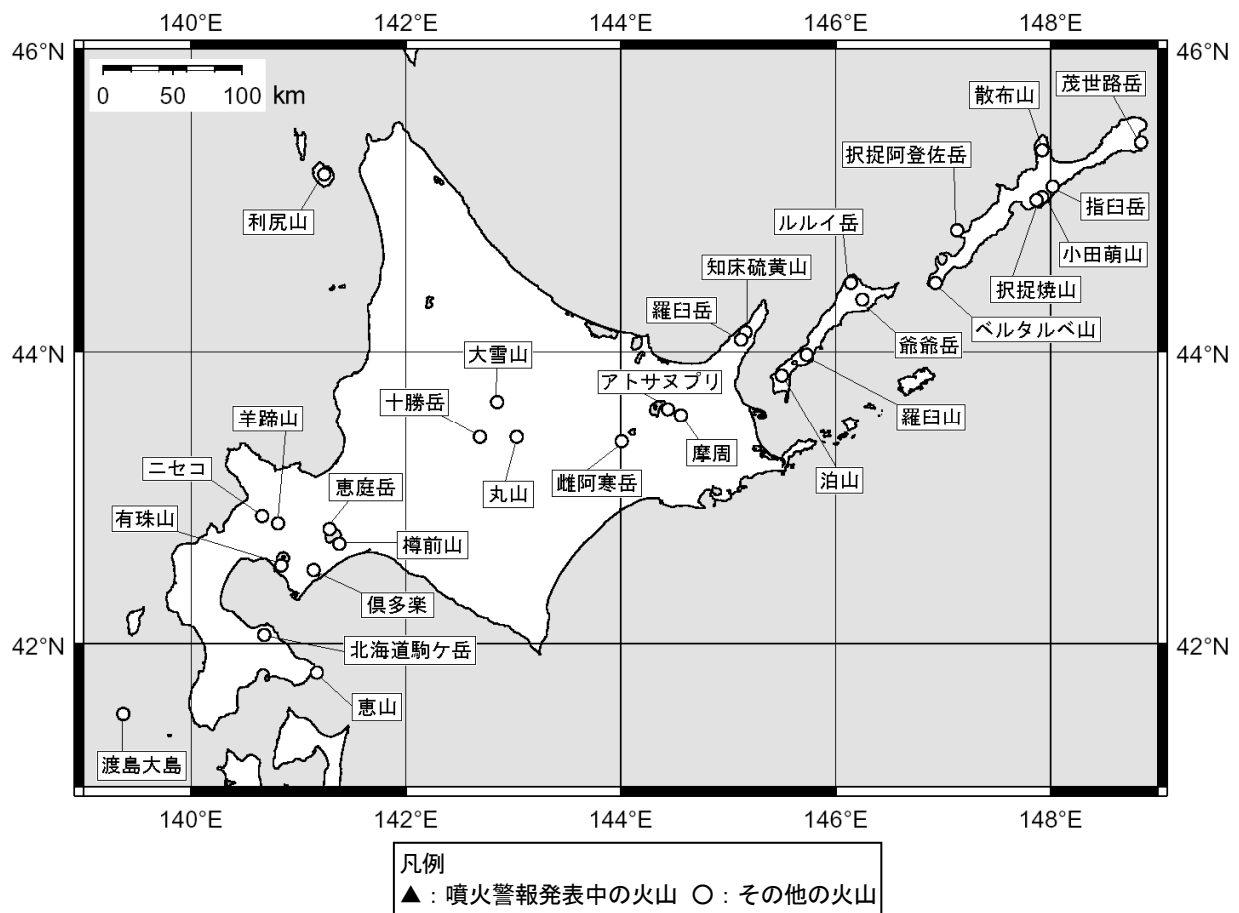 140°E 142°E 144°E 146°E 148°E
46°N 46°N
0 50 100 km
茂世路岳
散布山
択捉阿登佐岳
利尻山
指臼岳
ルルイ岳
小田萌山
知床硫黄山
択捉焼山
羅臼岳
ベルタルベ山
44°N 44°N
大雪山
爺爺岳
アトサヌプリ
十勝岳
羊蹄山
羅臼山
摩周
ニセコ
泊山
恵庭岳
丸山
雌阿寒岳
有珠山
樽前山
倶多楽
北海道駒ケ岳
42°N 42°N
恵山
渡島大島
140°E 142°E 144°E 146°E 148°E
凡例
▲：噴火警報発表中の火山 ○：その他の火山